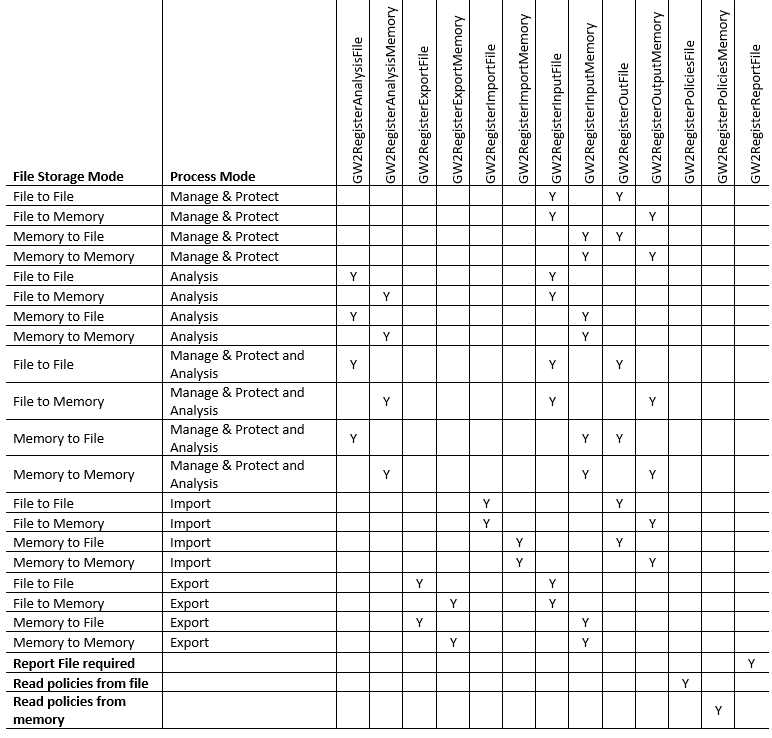 File Storage Mode Process Mode GW2RegisterAnalysisFile GW2RegisterAnalysisMemory GW2RegisterExportFile GW2RegisterExportMemory GW2RegisterImportFile GW2RegisterImportMemory GW2RegisterInputFile GW2RegisterInputMemory GW2RegisterOutFile GW2RegisterOutputMemory GW2RegisterPoliciesFile GW2RegisterPoliciesMemory GW2RegisterReportFile
File to File Manage & Protect Y Y
File to Memory Manage & Protect Y Y
Memory to File Manage & Protect Y Y
Memory to Memory Manage & Protect Y Y
File to File Analysis Y Y
File to Memory Analysis Y Y
Memory to File Analysis Y Y
Memory to Memory Analysis Y Y
File to File Manage & Protect and
Analysis Y Y Y
File to Memory Manage & Protect and
Analysis Y Y Y
Memory to File Manage & Protect and
Analysis Y Y Y
Memory to Memory Manage & Protect and
Analysis Y Y Y
File to File Import Y Y
File to Memory Import Y Y
Memory to File Import Y Y
Memory to Memory Import Y Y
File to File Export Y Y
File to Memory Export Y Y
Memory to File Export Y Y
Memory to Memory Export Y Y
Report File required Y
Read policies from file Y
Read policies from
memory Y